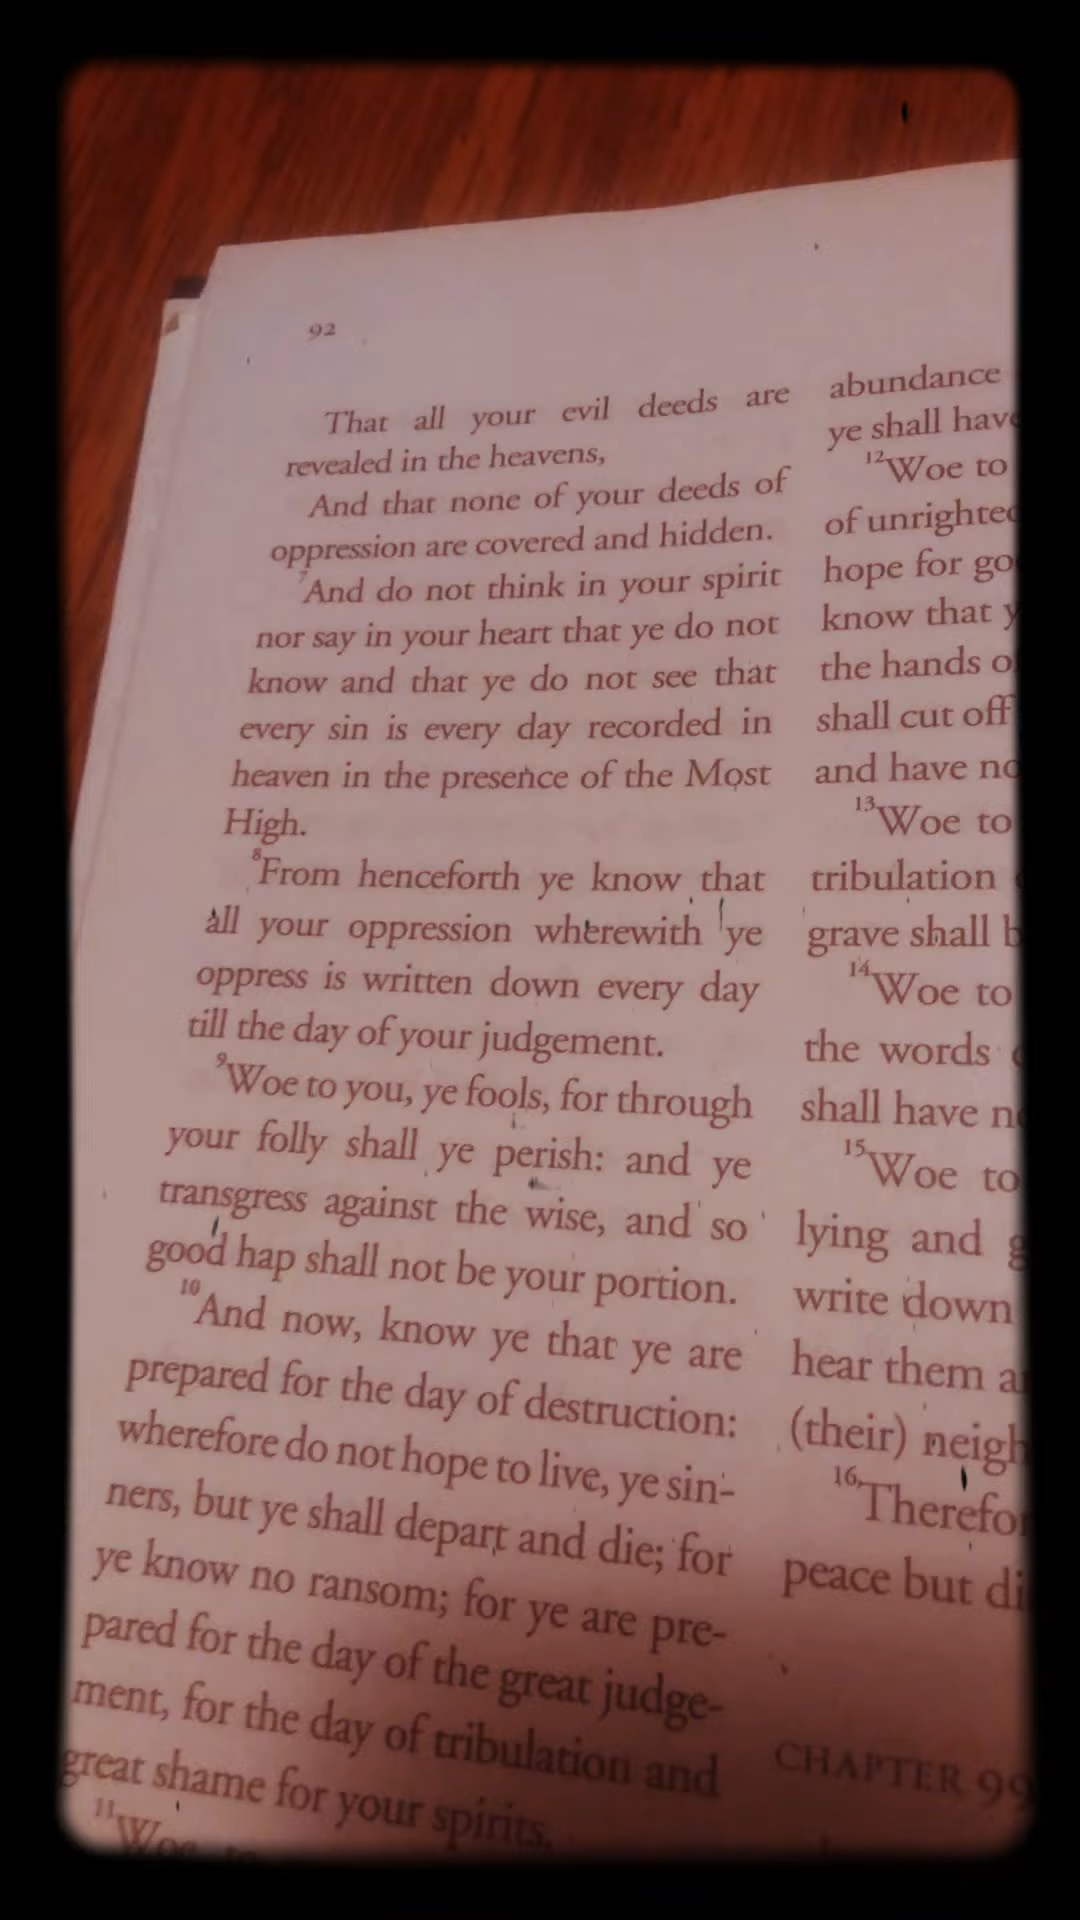 92
That all your evil deeds are
revealed in the heavens,
And that none of your deeds of
oppression are covered and hidden.
7And do not think in your spirit
nor say in your heart that ye do not
know and that ye do not see that
every sin is every day recorded in
heaven in the presence of the Most
High.
8From henceforth ye know that
all your oppression wherewith ye
oppress is written down every day
till the day of your judgement.
9Woe to you, ye fools, for through
your folly shall ye perish: and ye
transgress against the wise, and so
good hap shall not be your portion.
10And now, know ye that ye are
prepared for the day of destruction:
wherefore do not hope to live, ye sin-
ners, but ye shall depart and die; for
ye know no ransom; for ye are pre-
pared for the day of the great judge-
ment, for the day of tribulation and
great shame for your spirits.
11Woe to
abundance
ye shall have
12Woe to
of
hope for
know that
the hands
shall cut off
and have
13Woe to
tribulation
grave shall
14Woe to
the words
shall have
15Woe to
lying and
write down
hear them
(their)
16
peace but
CHAPTER 99